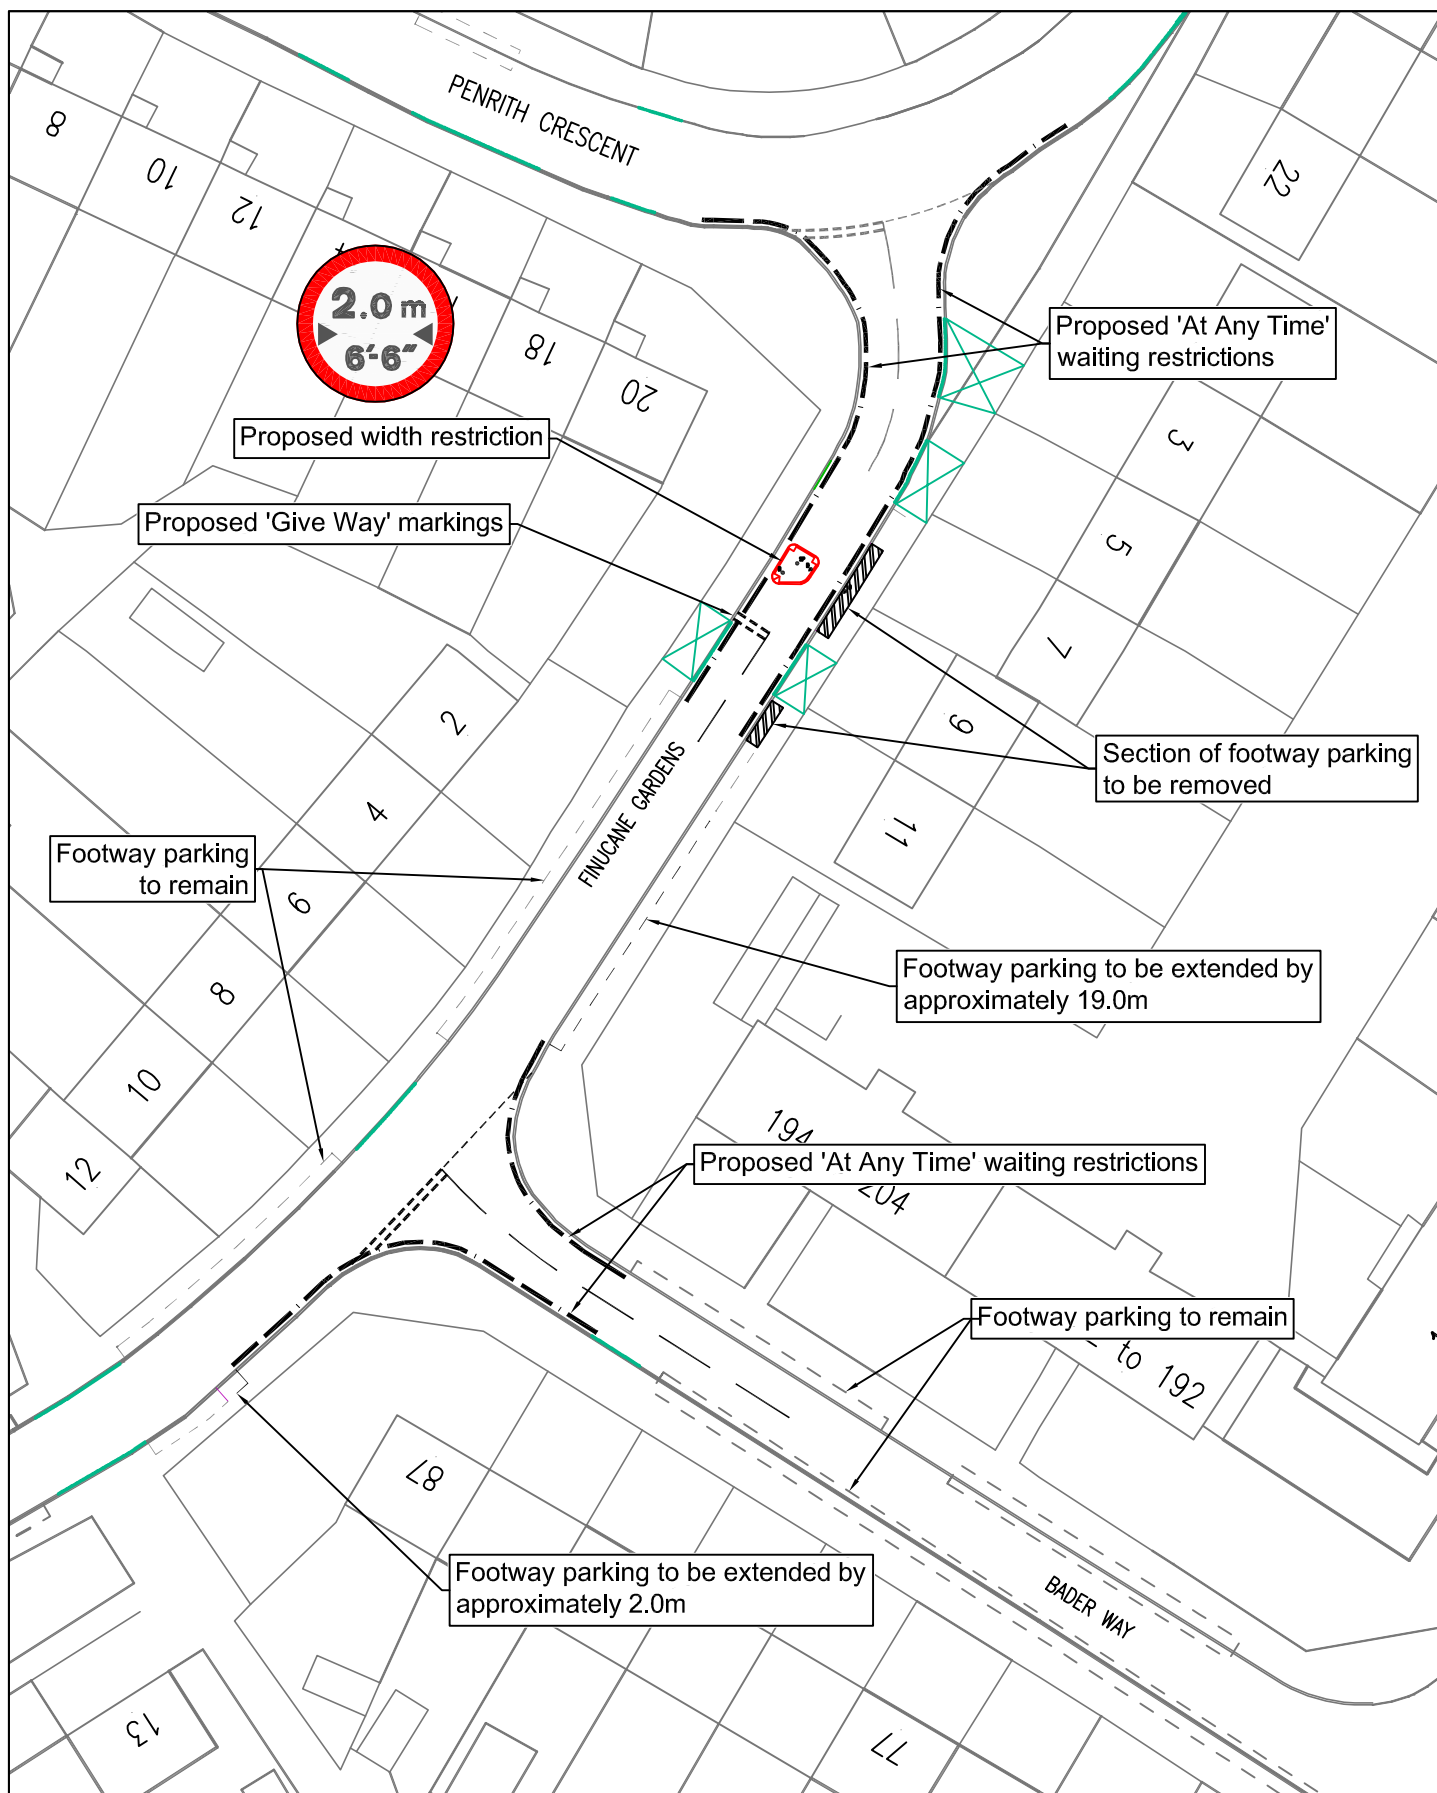 PENRITH CRESCENT
8
10
12
18
20
22
2.0 m
6'-6"
Proposed 'At Any Time'
waiting restrictions
Proposed width restriction
Proposed 'Give Way' markings
3
5
7
9
11
Section of footway parking
to be removed
2
4
6
8
10
12
FINUCANE GARDENS
Footway parking
to remain
Footway parking to be extended by
approximately 19.0m
194
204
Proposed 'At Any Time' waiting restrictions
Footway parking to remain
to 192
87
Footway parking to be extended by
approximately 2.0m
BADER WAY
13
77